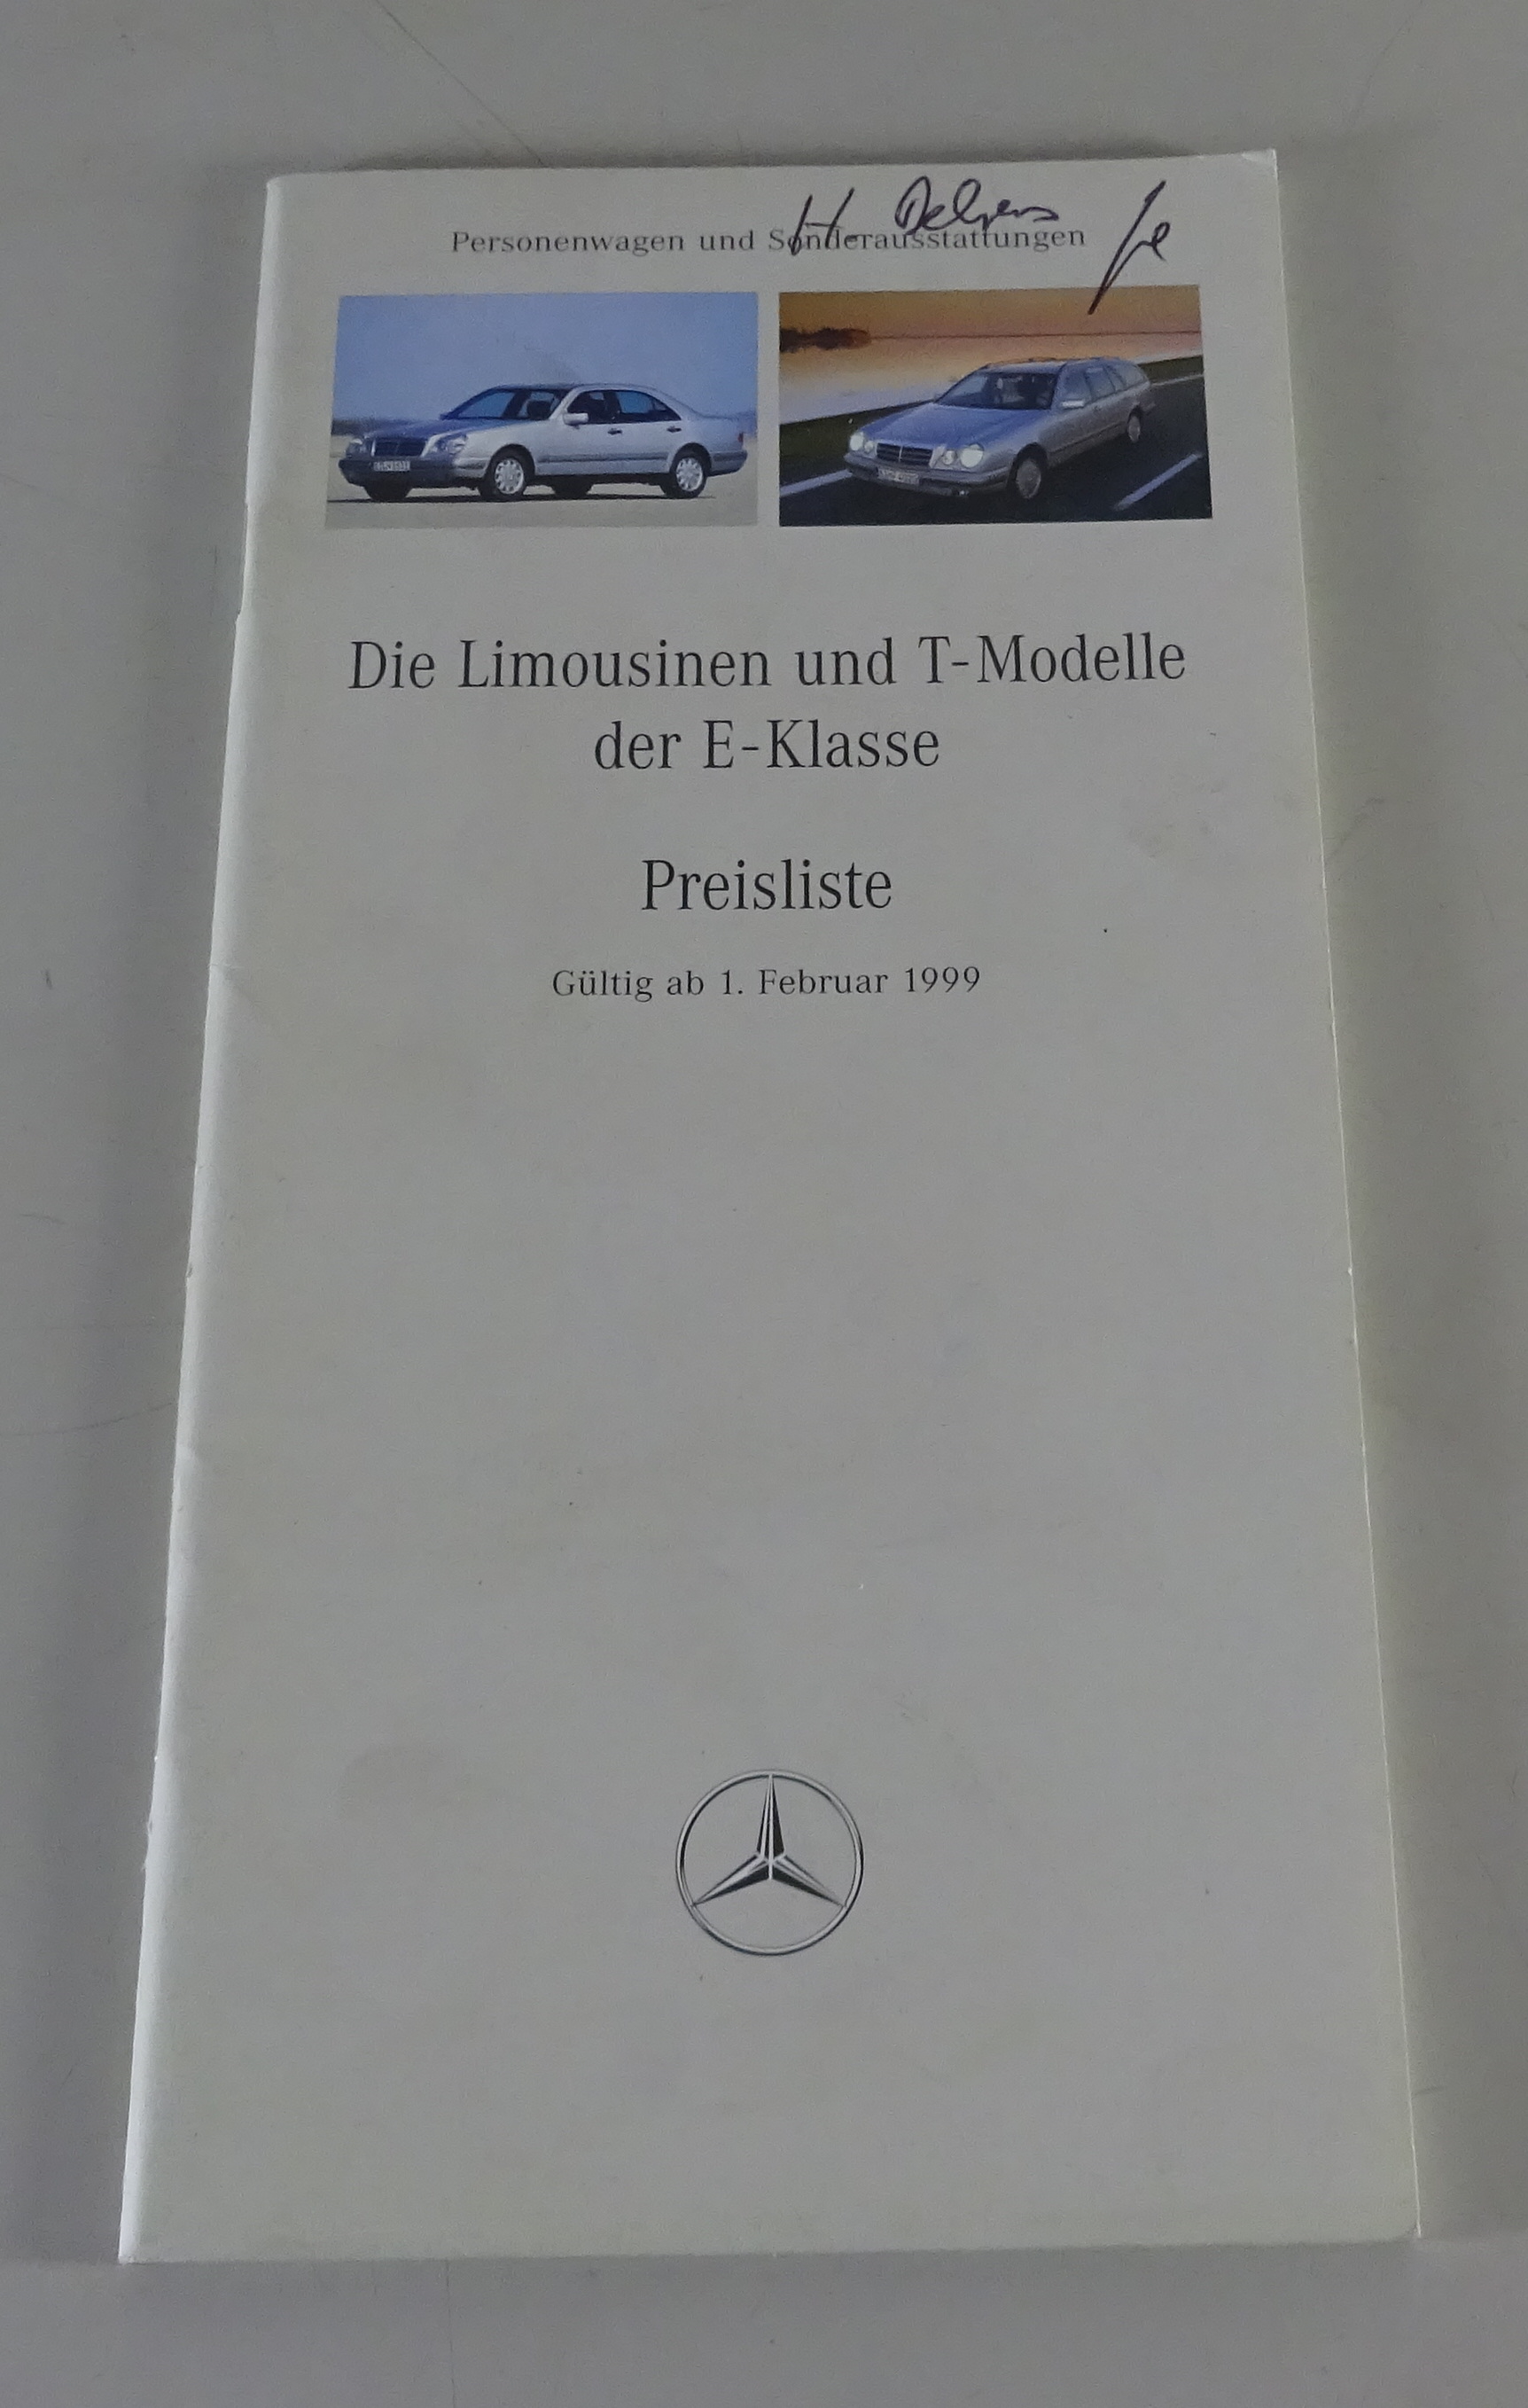 Personenwagen und Sonderausstattungen
Die Limousinen und T-Modelle
der E-Klasse
Preisliste
Gültig ab 1. Februar 1999